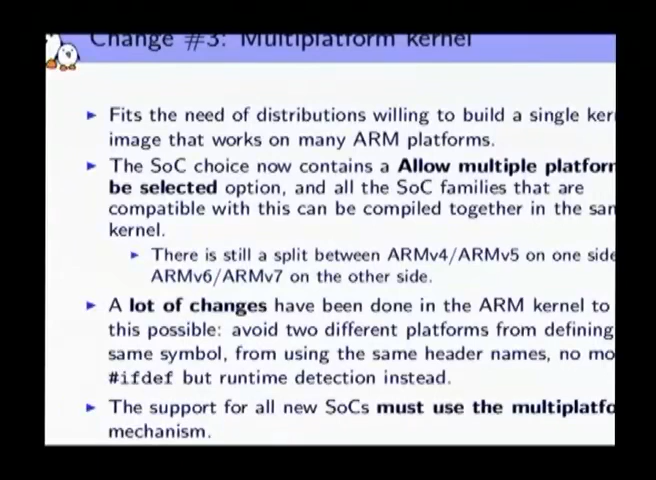 Change #3: Multiplatform kernel
Fits the need of distributions willing to build a single
image that works on many ARM platforms.
The SoC choice now contains a Allow multiple
be selected option, and all the SoC families that are
compatible with this can be compiled together in the
kernel.
There is still a split between ARMv4/ARMv5 on one side
ARMv6/ARMv7 on the other side.
A lot of changes have been done in the ARM kernel to
this possible: avoid two different platforms from defining
same symbol, from using the same header names, no
#ifdef but runtime detection instead.
The support for all new SoCs must use the
mechanism.